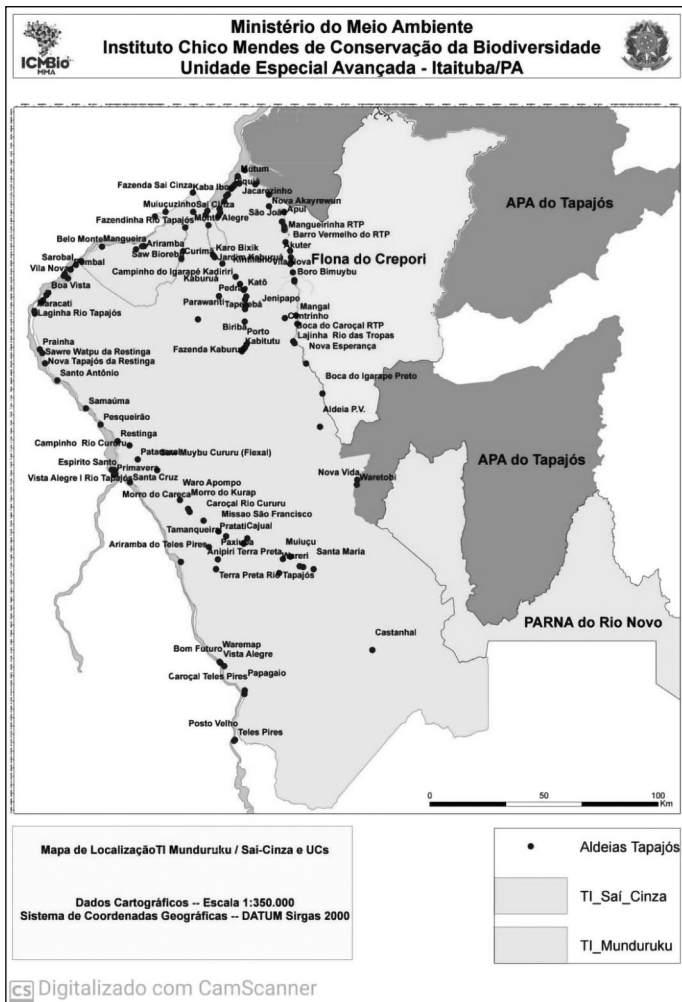 Ministério do Meio Ambiente
Instituto Chico Mendes de Conservação da Biodiversidade
Unidade Especial Avançada - Itaituba/PA
ICMBio
MMA
Mutum
Fazenda Sai Cinza
Kaba
Jacarezinho
Muiucuzinho
Sai Cinza
Nova Akayrewun
APA do Tapajós
São João
Apuí
Fazendinha Rio Tapajós
Monte Alegre
Mangueirinha RTP
Barro Vermelho do RTP
Belo Monte
Mangueira
Ariramba
Karo Bixik
Saw Bioreba
Curima
Jardim Kaburuá
Vila Nova
Flona do Crepori
Sarobal
Vila Nova
Campinho do Igarapé Kadiriri
Boro Bimuybu
Boa Vista
Kaburuá
Katô
Pedra
Parawariti
Taperebá
Jenipapo
Maracati
Laginha Rio Tapajós
Mangal
Centrinho
Biribá
Porto
Boca do Caroçal RTP
Lajinha Rio das Tropas
Prainha
Fazenda Kaburuá
Kabitutu
Nova Esperança
Sawre Watpu da Restinga
Nova Tapajós da Restinga
Santo Antônio
Boca do Igarape Preto
Samaúma
Aldeia P.V.
Pesqueirão
Restinga
Campinho Rio Cururu
Muybu Cururu (Flexal)
APA do Tapajós
Espirito Santo
Primavera
Nova Vida
Waretobi
Vista Alegre I Rio Tapajós
Santa Cruz
Waro Apompo
Morro do Careca
Morro do Kurap
Caroçal Rio Cururu
Missao São Francisco
Tamanqueira
Pratati
Cajual
Ariramba do Teles Pires
Paxiuba
Muiuçu
Anipiri
Terra Preta
Wareri
Santa Maria
Terra Preta Rio Tapajós
PARNA do Rio Novo
Castanhal
Bom Futuro
Waremap
Vista Alegre
Caroçal Teles Pires
Papagaio
Posto Velho
Teles Pires
0 50 100
Km
Mapa de LocalizaçãoTI Munduruku / Sai-Cinza e UCs
Dados Cartográficos -- Escala 1:350.000
Sistema de Coordenadas Geográficas -- DATUM Sirgas 2000
Aldeias Tapajós
TI_Saí_Cinza
TI_Munduruku
CS Digitalizado com CamScanner